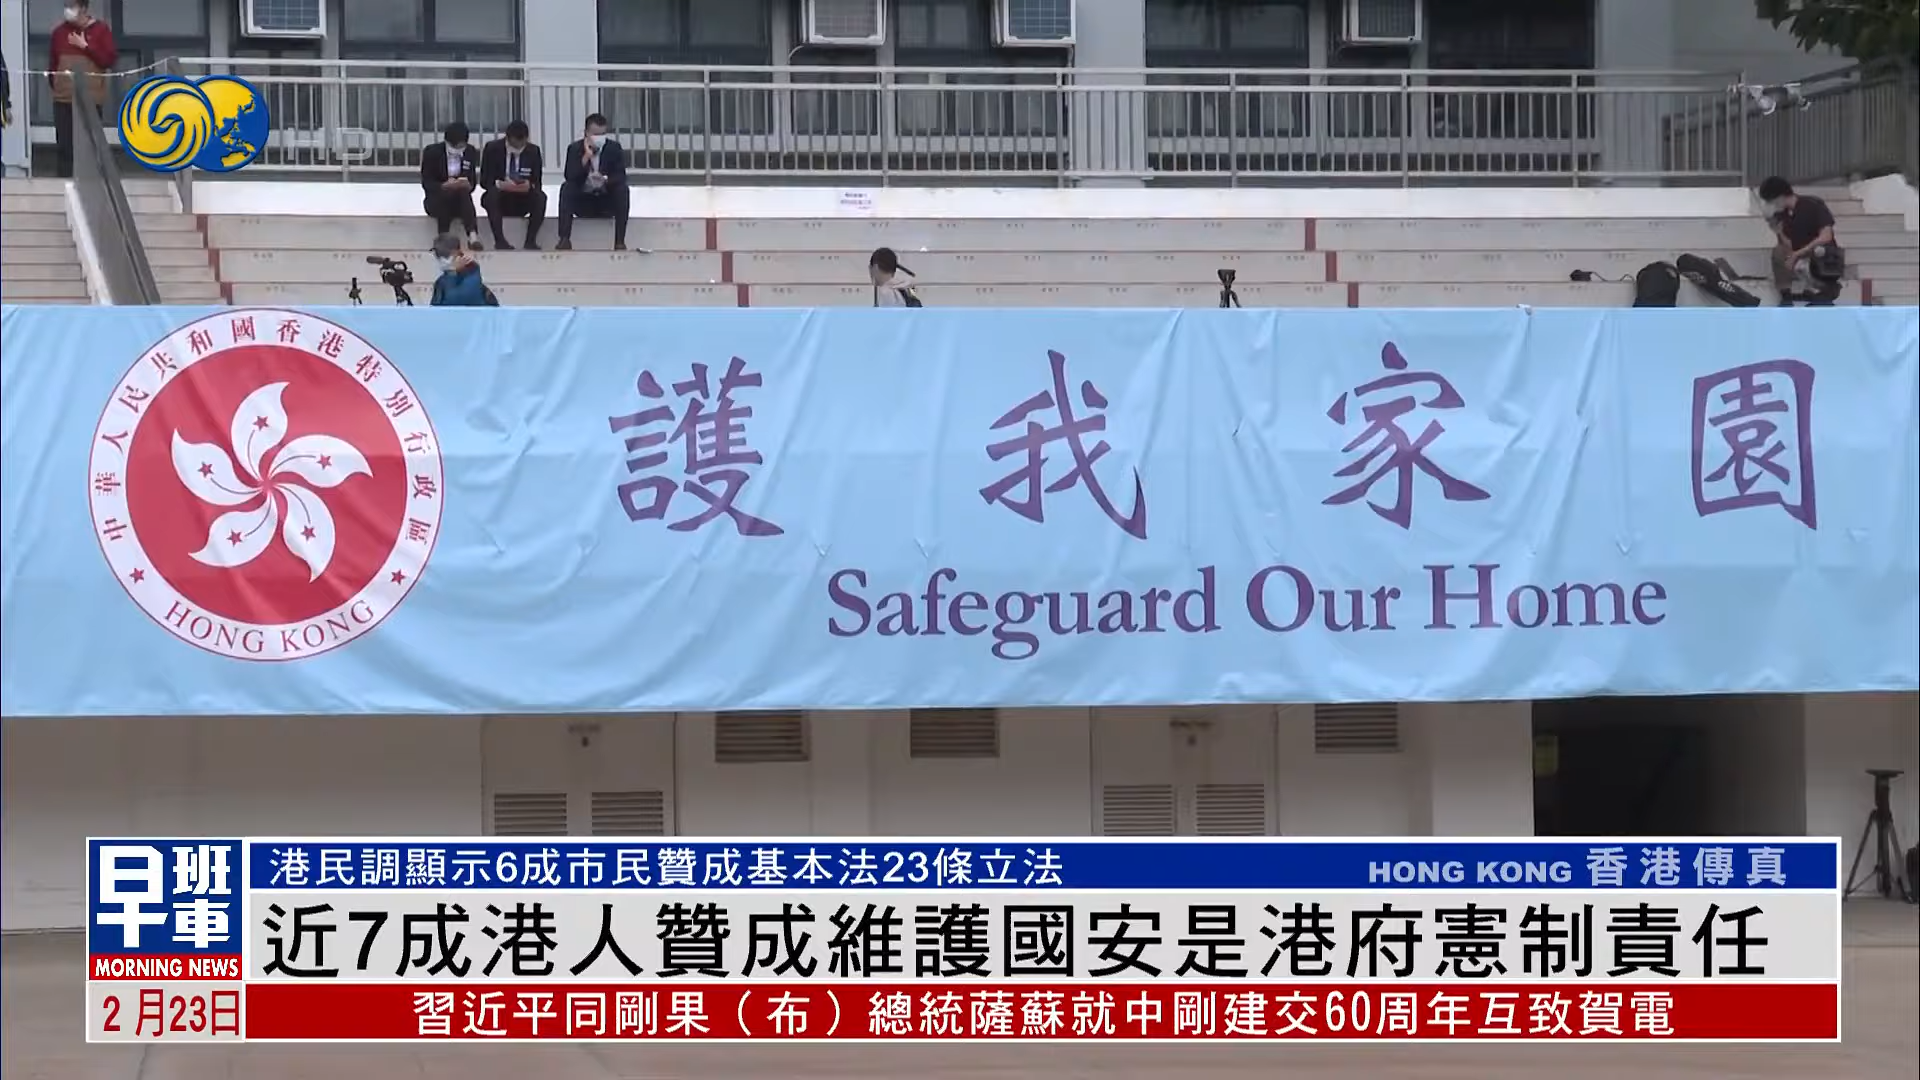 中華人民共和國香港特別行政區
HONG KONG
護我家園
Safeguard Our Home
早班車
MORNING NEWS
港民調顯示6成市民贊成基本法23條立法
HONG KONG 香港傳真
近7成港人贊成維護國安是港府憲制責任
2月23日
習近平同剛果（布）總統薩蘇就中剛建交60周年互致賀電